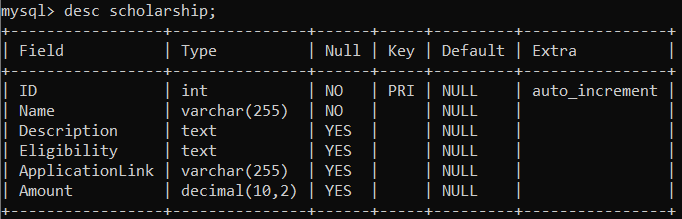 mysql> desc scholarship;
+-----------------+---------------+------+-----+---------+----------------+
| Field           | Type          | Null | Key | Default | Extra          |
+-----------------+---------------+------+-----+---------+----------------+
| ID              | int           | NO   | PRI | NULL    | auto_increment |
| Name            | varchar(255)  | NO   |     | NULL    |                |
| Description     | text          | YES  |     | NULL    |                |
| Eligibility     | text          | YES  |     | NULL    |                |
| ApplicationLink | varchar(255)  | YES  |     | NULL    |                |
| Amount          | decimal(10,2) | YES  |     | NULL    |                |
+-----------------+---------------+------+-----+---------+----------------+